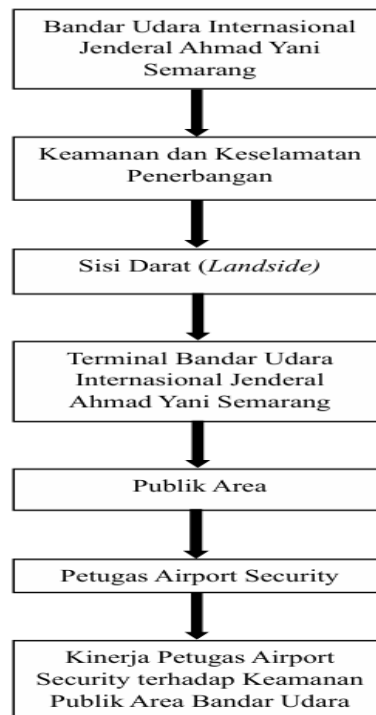 Bandar Udara Internasional
Jenderal Ahmad Yani
Semarang
Keamanan dan Keselamatan
Penerbangan
Sisi Darat (Landside)
Terminal Bandar Udara
Internasional Jenderal
Ahmad Yani Semarang
Publik Area
Petugas Airport Security
Kinerja Petugas Airport
Security terhadap Keamanan
Publik Area Bandar Udara